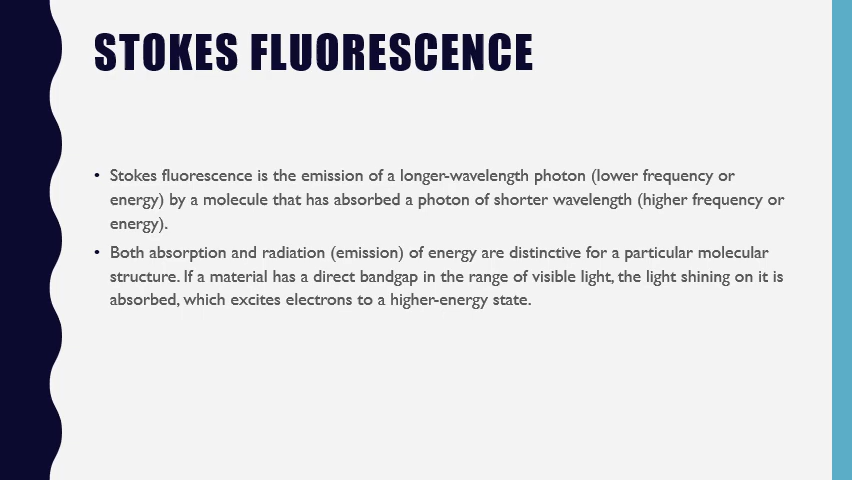 STOKES FLUORESCENCE
• Stokes fluorescence is the emission of a longer-wavelength photon (lower frequency or
energy) by a molecule that has absorbed a photon of shorter wavelength (higher frequency or
energy).
• Both absorption and radiation (emission) of energy are distinctive for a particular molecular
structure. If a material has a direct bandgap in the range of visible light, the light shining on it is
absorbed, which excites electrons to a higher-energy state.